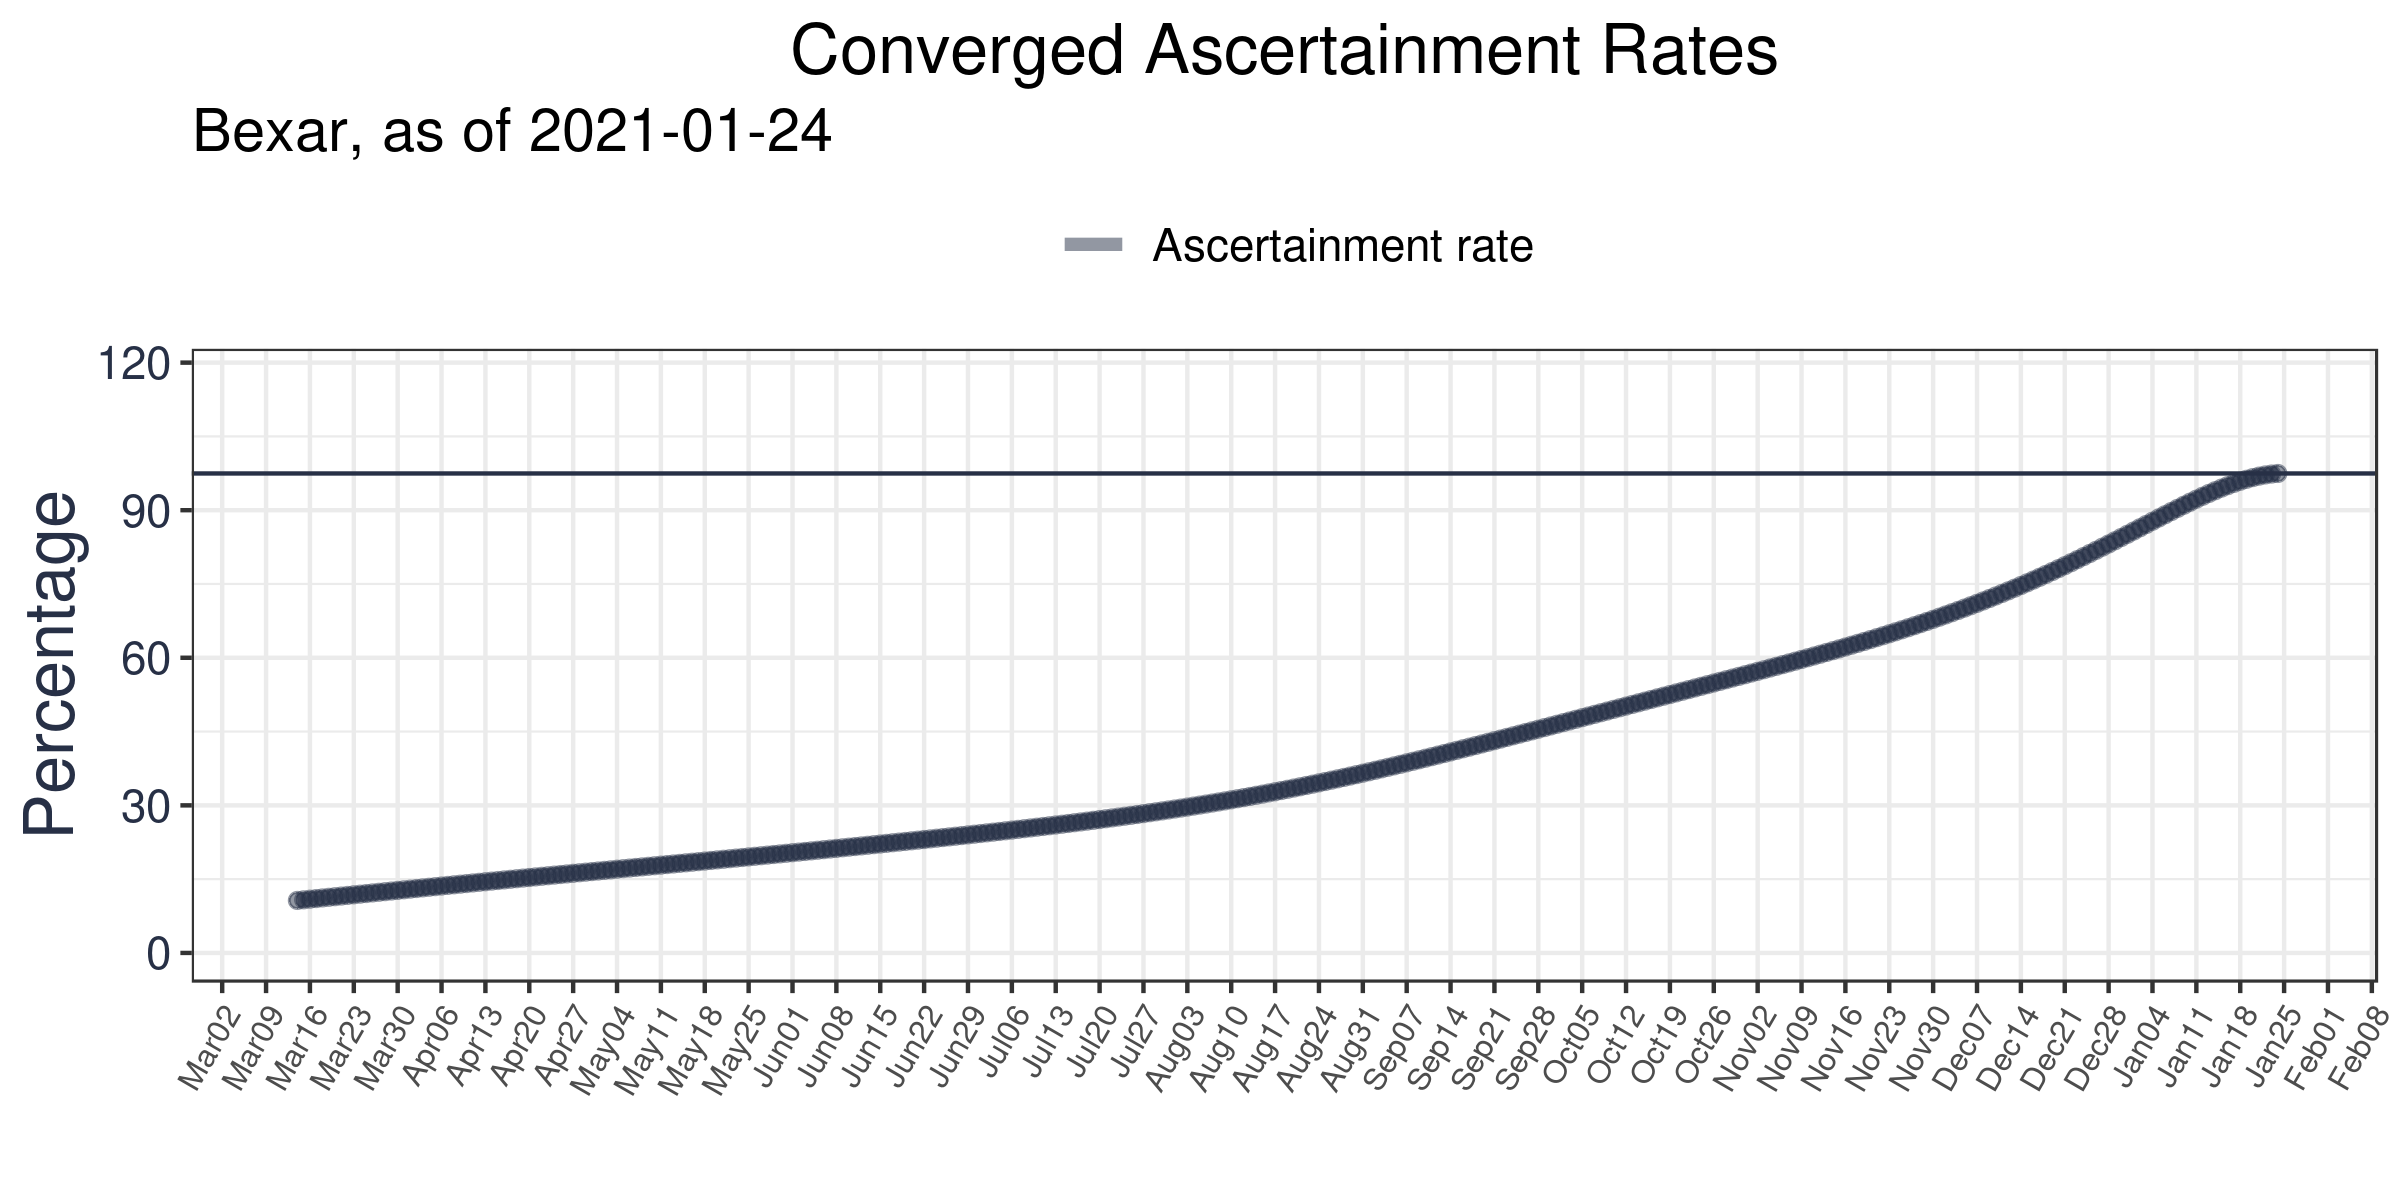 Converged Ascertainment Rates
Bexar, as of 2021-01-24
Ascertainment rate
Percentage
120
90
60
30
0
Mar02 Mar09 Mar16 Mar23 Mar30 Apr06 Apr13 Apr20 Apr27 May04 May11 May18 May25 Jun01 Jun08 Jun15 Jun22 Jun29 Jul06 Jul13 Jul20 Jul27 Aug03 Aug10 Aug17 Aug24 Aug31 Sep07 Sep14 Sep21 Sep28 Oct05 Oct12 Oct19 Oct26 Nov02 Nov09 Nov16 Nov23 Nov30 Dec07 Dec14 Dec21 Dec28 Jan04 Jan11 Jan18 Jan25 Feb01 Feb08